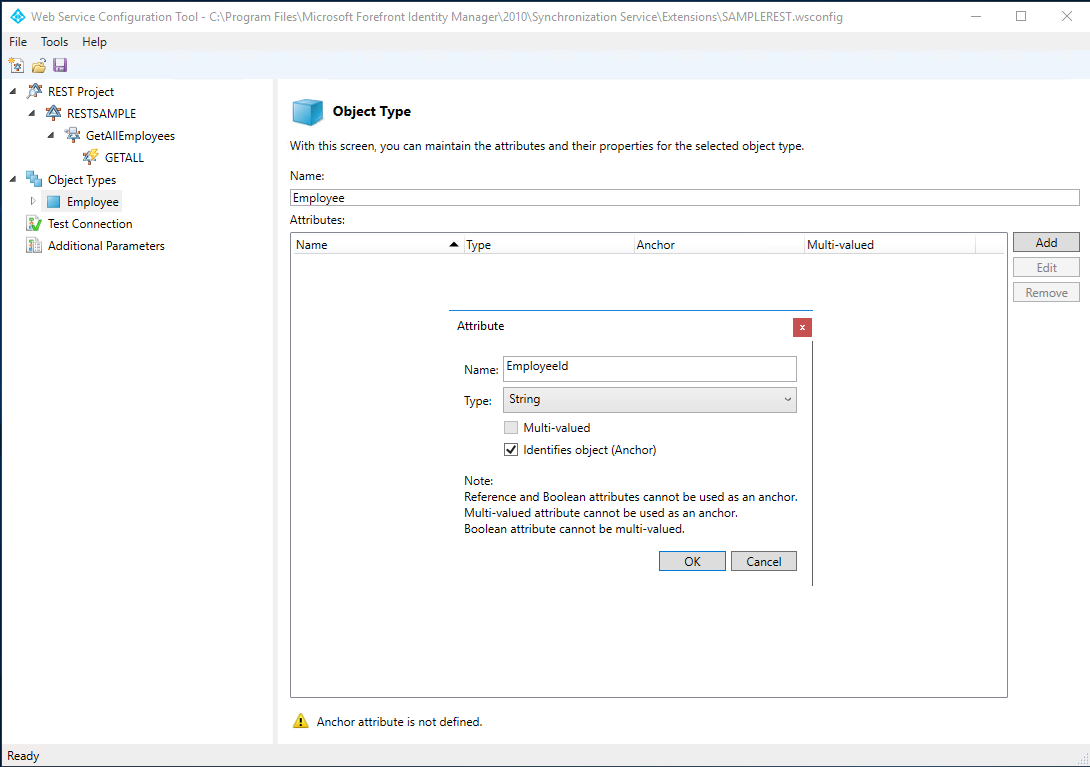 Web Service Configuration Tool - C:\Program Files\Microsoft Forefront Identity Manager\2010\Synchronization Service\Extensions\SAMPLEREST.wsconfig
File Tools Help
REST Project
RESTSAMPLE
GetAllEmployees
GETALL
Object Types
Employee
Test Connection
Additional Parameters
Object Type
With this screen, you can maintain the attributes and their properties for the selected object type.
Name:
Employee
Attributes:
Name Type Anchor Multi-valued
Add
Edit
Remove
Attribute
x
Name: EmployeeId
Type: String
Multi-valued
Identifies object (Anchor)
Note:
Reference and Boolean attributes cannot be used as an anchor.
Multi-valued attribute cannot be used as an anchor.
Boolean attribute cannot be multi-valued.
OK Cancel
Anchor attribute is not defined.
Ready